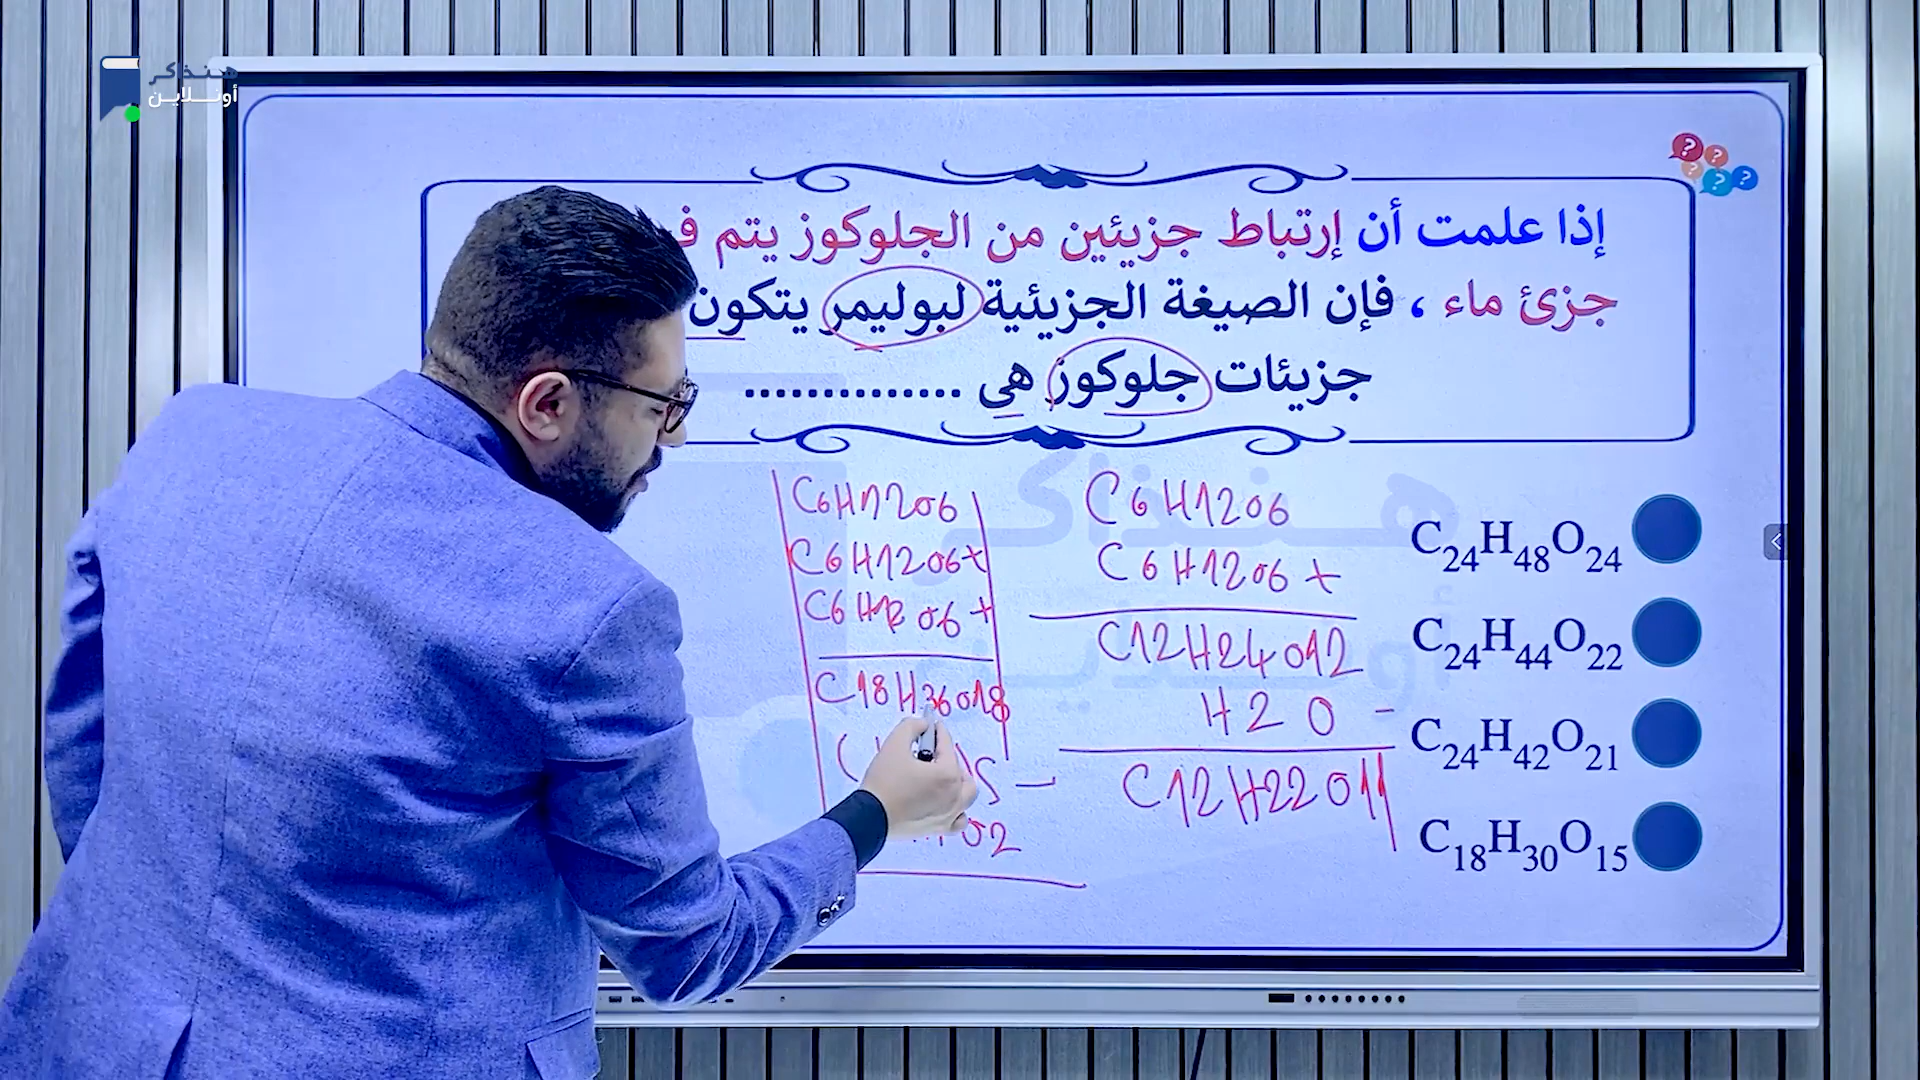 هنذاكر
أونلاين
إذا علمت أن إرتباط جزيئين من الجلوكوز يتم
جزئ ماء ، فإن الصيغة الجزيئية لبوليمر يتكون
جزيئات جلوكوز هى ..............
C6H12O6
C6H12O6+
C6H12O6+
C18H36O18
C6H12O6
C6H12O6 +
C12H24O12
H2O -
C12H22O11
C24H48O24
C24H44O22
C24H42O21
C18H30O15